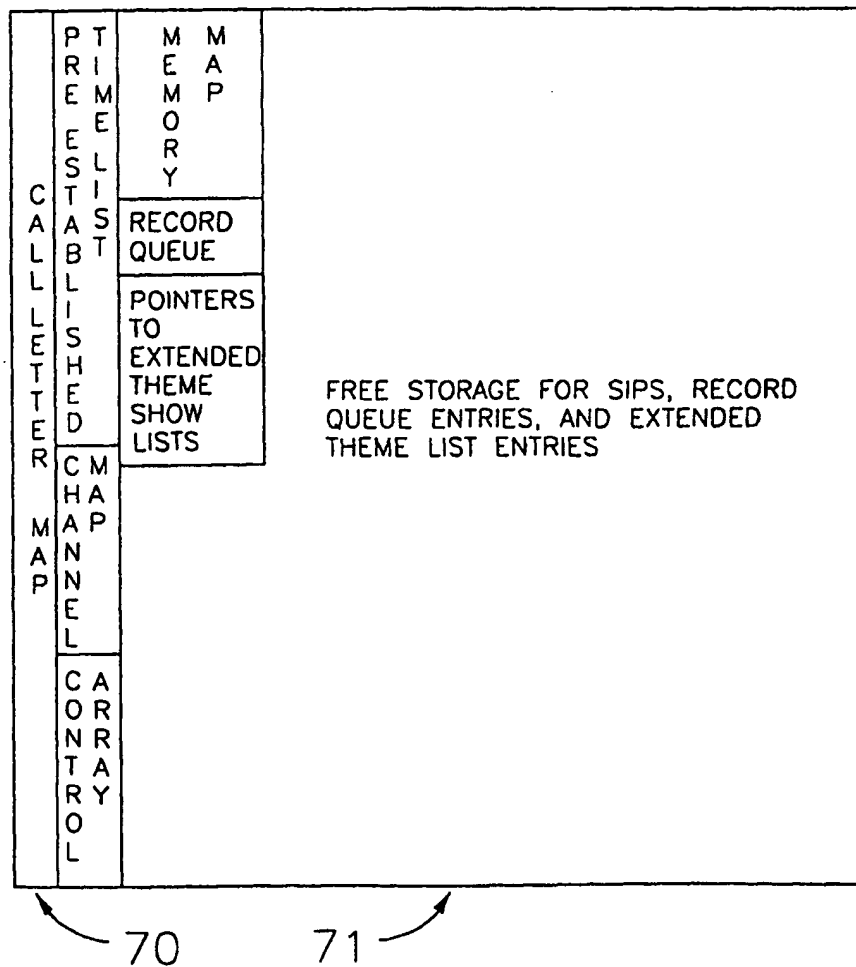 CALL LETTER MAP
PRE ESTABLISHED
TIME LIST
CHANNEL
MAP
CONTROL
ARRAY
MEMORY
MAP
RECORD
QUEUE
POINTERS
TO
EXTENDED
THEME
SHOW
LISTS
FREE STORAGE FOR SIPS, RECORD
QUEUE ENTRIES, AND EXTENDED
THEME LIST ENTRIES
70
71